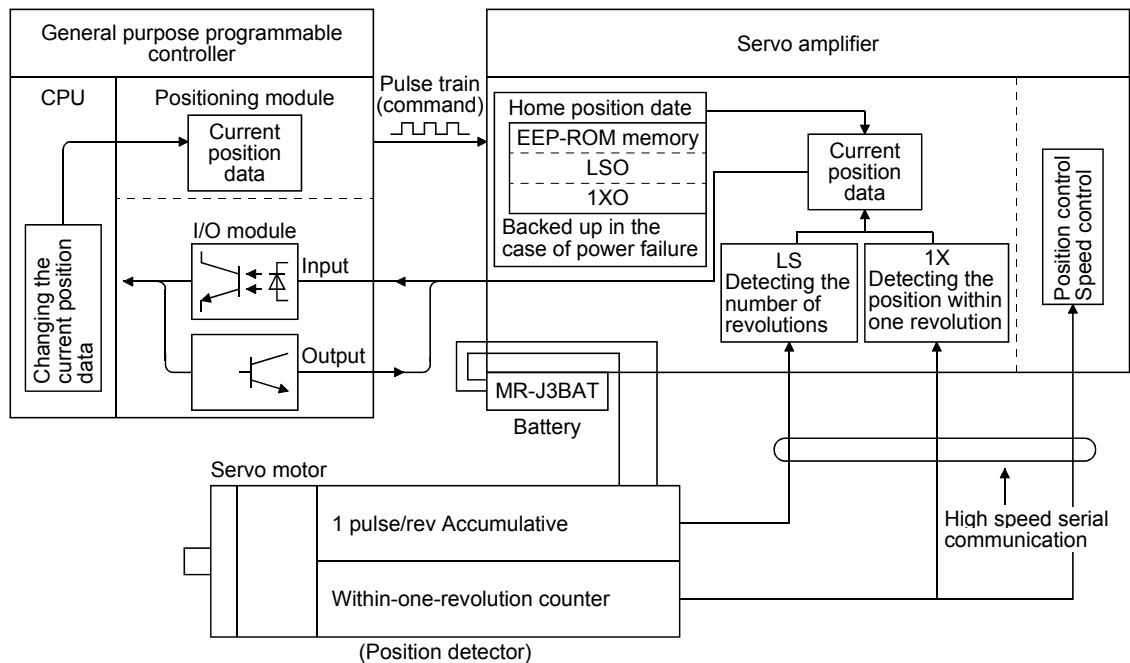 General purpose programmable
controller
CPU
Positioning module
Current
position
data
Changing the
current position
data
I/O module
Input
Output
Pulse train
(command)
Servo amplifier
Home position date
EEP-ROM memory
LSO
1XO
Backed up in the
case of power failure
Current
position
data
LS
Detecting the
number of
revolutions
1X
Detecting the
position within
one revolution
Position control
Speed control
MR-J3BAT
Battery
Servo motor
1 pulse/rev Accumulative
Within-one-revolution counter
(Position detector)
High speed serial
communication